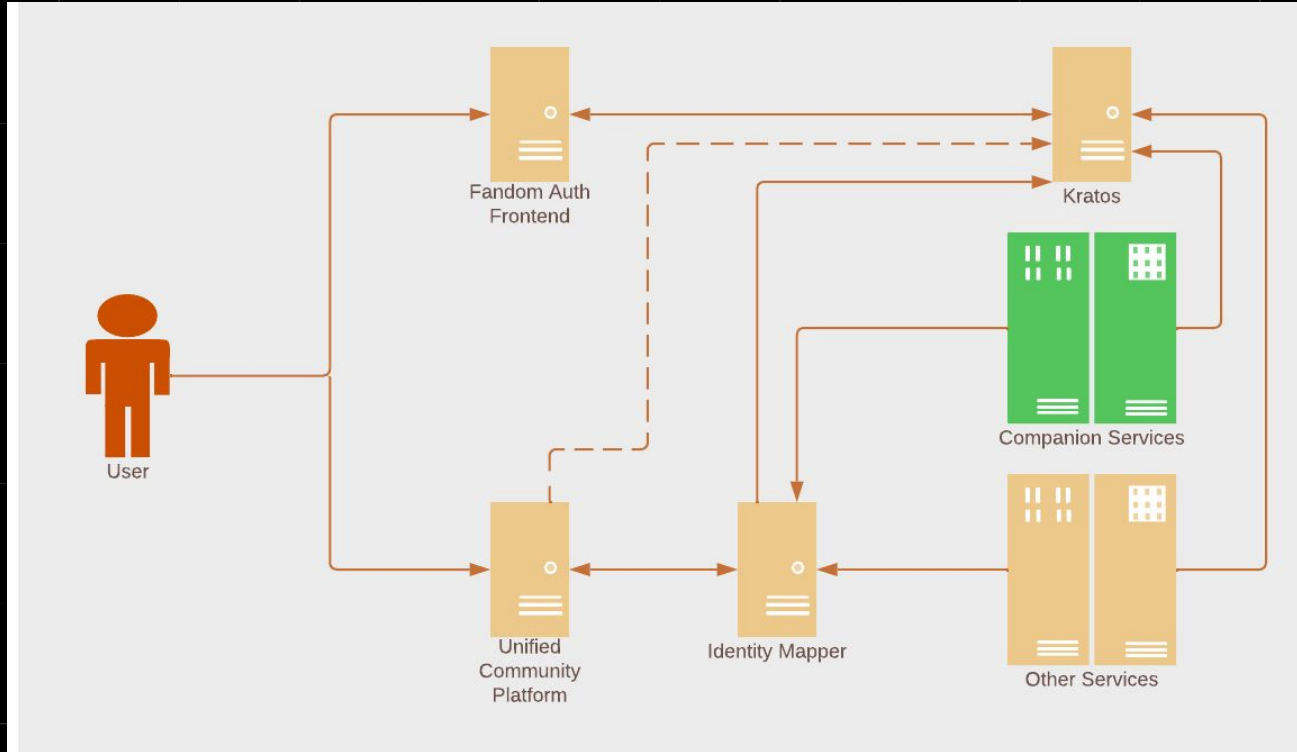 Fandom Auth
Frontend
Kratos
Companion Services
User
Unified
Community
Platform
Identity Mapper
Other Services